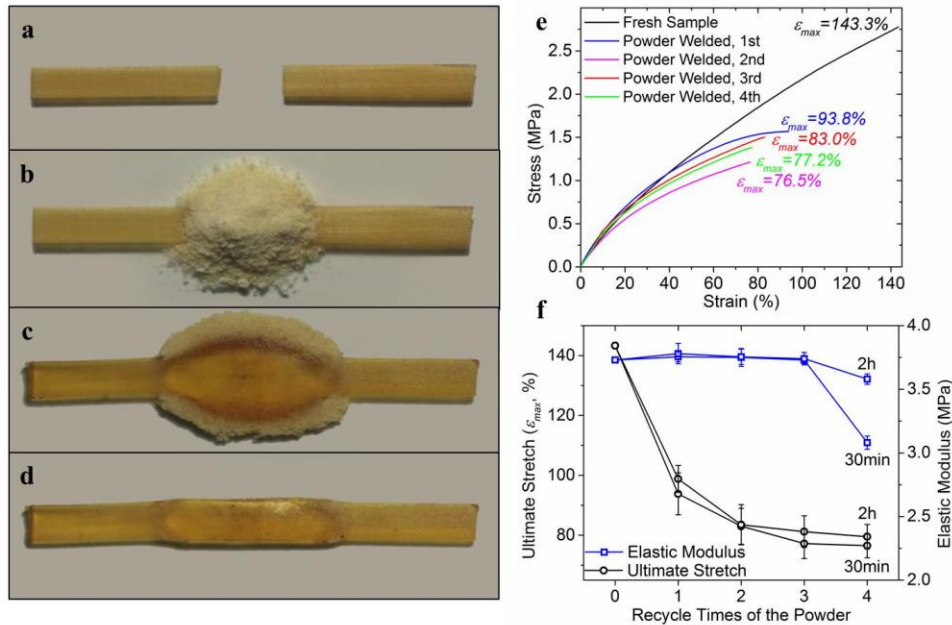 a
b
c
d
e
Fresh Sample
Powder Welded, 1st
Powder Welded, 2nd
Powder Welded, 3rd
Powder Welded, 4th
εmax=143.3%
εmax=93.8%
εmax=83.0%
εmax=77.2%
εmax=76.5%
Stress (MPa)
2.5
2.0
1.5
1.0
0.5
0.0
0 20 40 60 80 100 120 140
Strain (%)
f
Ultimate Stretch (εmax, %)
140
120
100
80
Elastic Modulus (MPa)
4.0
3.5
3.0
2.5
2.0
2h
30min
2h
30min
Elastic Modulus
Ultimate Stretch
0 1 2 3 4
Recycle Times of the Powder